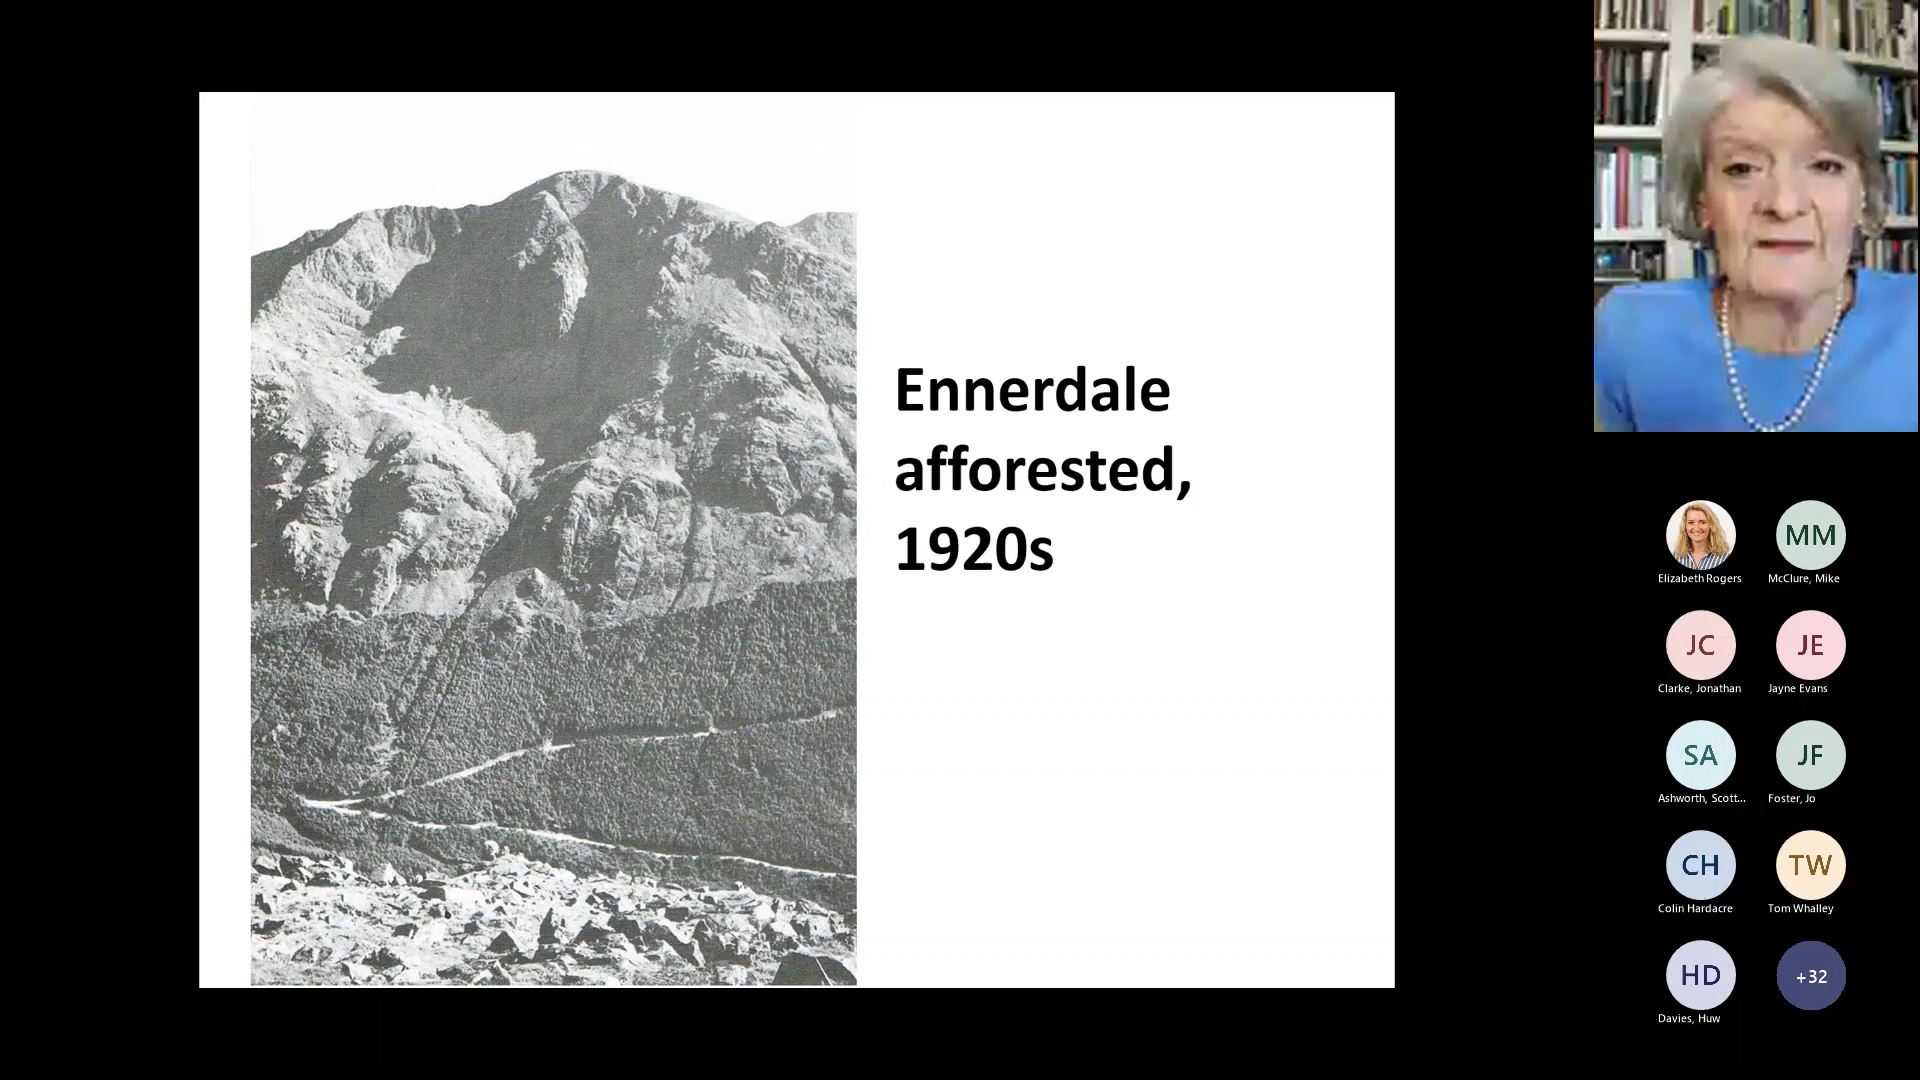 Ennerdale
afforested,
1920s
Elizabeth Rogers
MM
McClure, Mike
JC
Clarke, Jonathan
JE
Jayne Evans
SA
Ashworth, Scott...
JF
Foster, Jo
CH
Colin Hardacre
TW
Tom Whalley
HD
Davies, Huw
+32